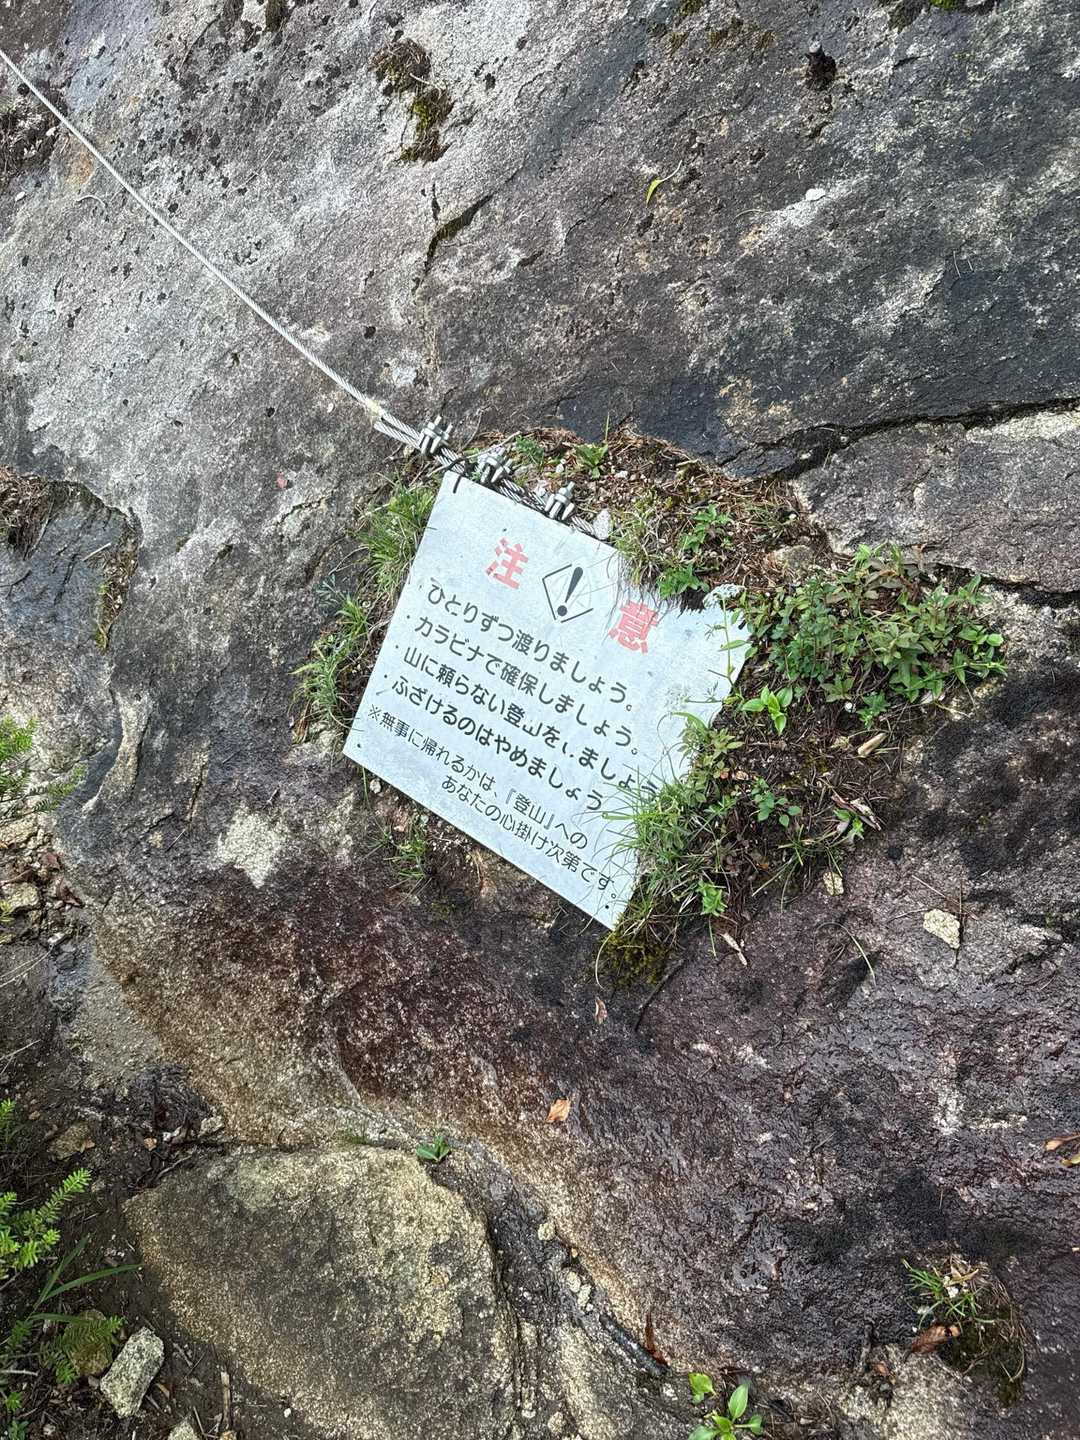 注 ! 意
・ひとりずつ渡りましょう。
・カラビナで確保しましょう。
・山に頼らない登山をしましょう
・ふざけるのはやめましょう
※無事に帰れるかは、『登山』への
あなたの心掛け次第です。